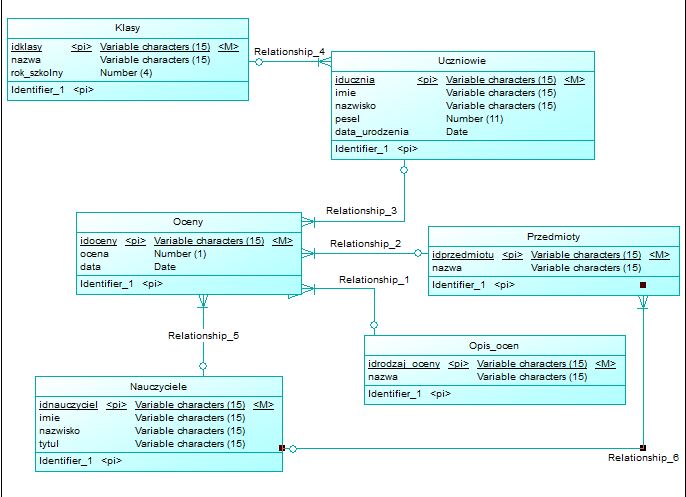 Klasy
idklasy <pi> Variable characters (15) <M>
nazwa Variable characters (15)
rok_szkolny Number (4)
Identifier_1 <pi>
Relationship_4
Uczniowie
iducznia <pi> Variable characters (15) <M>
imie Variable characters (15)
nazwisko Variable characters (15)
pesel Number (11)
data_urodzenia Date
Identifier_1 <pi>
Relationship_3
Oceny
idoceny <pi> Variable characters (15) <M>
ocena Number (1)
data Date
Identifier_1 <pi>
Relationship_2
Przedmioty
idprzedmiotu <pi> Variable characters (15) <M>
nazwa Variable characters (15)
Identifier_1 <pi>
Relationship_1
Opis_ocen
idrodzaj_oceny <pi> Variable characters (15) <M>
nazwa Variable characters (15)
Identifier_1 <pi>
Relationship_5
Nauczyciele
idnauczyciel <pi> Variable characters (15) <M>
imie Variable characters (15)
nazwisko Variable characters (15)
tytul Variable characters (15)
Identifier_1 <pi>
Relationship_6